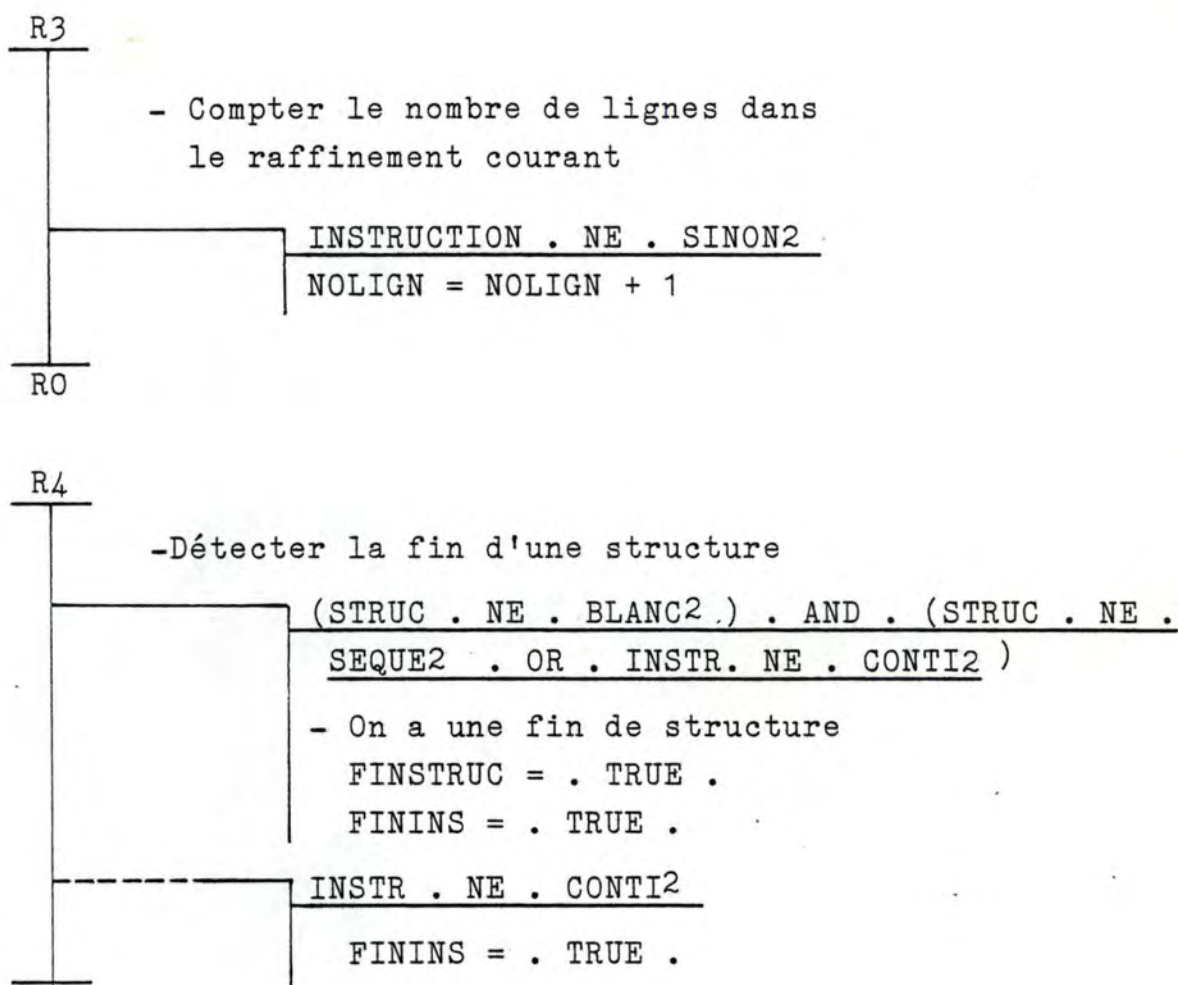 R3
- Compter le nombre de lignes dans
le raffinement courant
INSTRUCTION . NE . SINON2
NOLIGN = NOLIGN + 1
RO
R4
-Détecter la fin d'une structure
(STRUC . NE . BLANC2 .) . AND . (STRUC . NE .
SEQUE2 . OR . INSTR. NE . CONTI2 )
- On a une fin de structure
FINSTRUC = . TRUE .
FININS = . TRUE .
INSTR . NE . CONTI2
FININS = . TRUE .